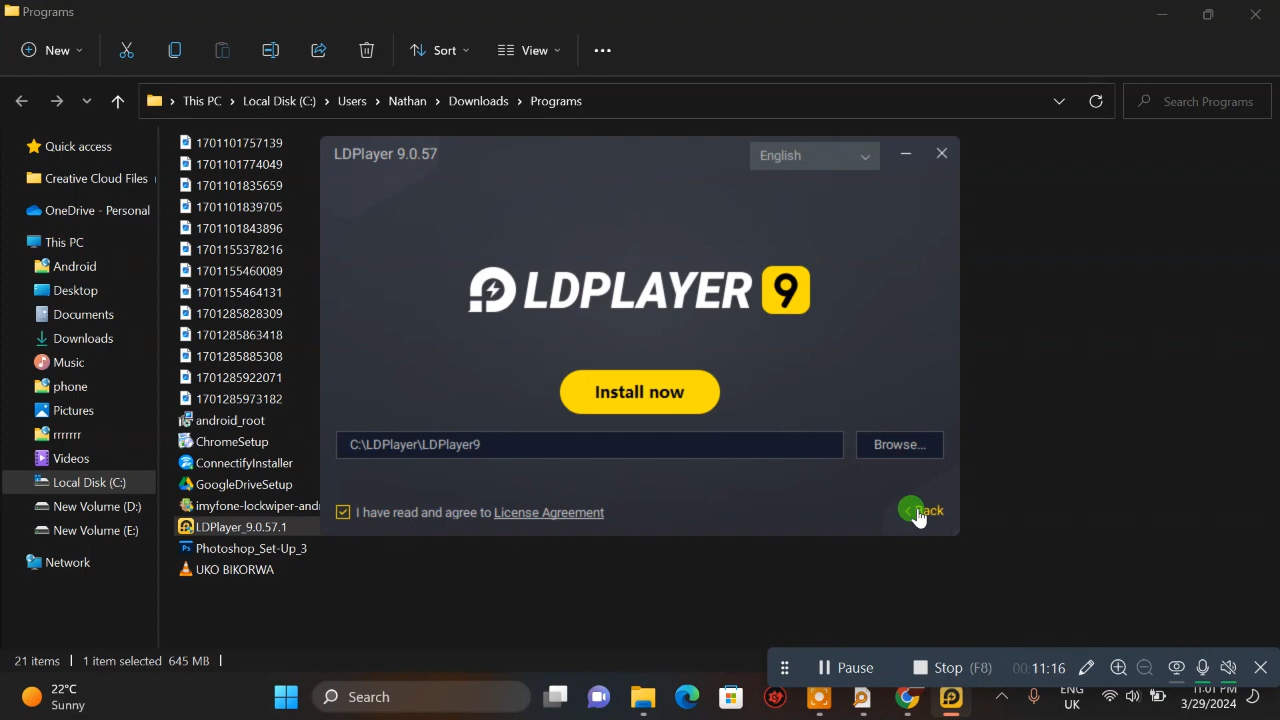 Programs
New
Sort
View
This PC > Local Disk (C:) > Users > Nathan > Downloads > Programs
Search Programs
Quick access
Creative Cloud Files
OneDrive - Personal
This PC
Android
Desktop
Documents
Downloads
Music
phone
Pictures
rrrrrr
Videos
Local Disk (C:)
New Volume (D:)
New Volume (E:)
Network
1701101757139
1701101774049
1701101835659
1701101839705
1701101843896
1701155378216
1701155460089
1701155464131
1701285828309
1701285863418
1701285885308
1701285922071
1701285973182
android_root
ChromeSetup
ConnectifyInstaller
GoogleDriveSetup
imyfone-lockwiper-and
LDPlayer_9.0.57.1
Photoshop_Set-Up_3
UKO BIKORWA
LDPlayer 9.0.57
English
LDPLAYER 9
Install now
C:\LDPlayer\LDPlayer9
Browse...
I have read and agree to License Agreement
< Back
21 items
1 item selected 645 MB
Pause
Stop (F8)
00:11:16
22°C
Sunny
Search
ENG
UK
11:01 PM
3/29/2024